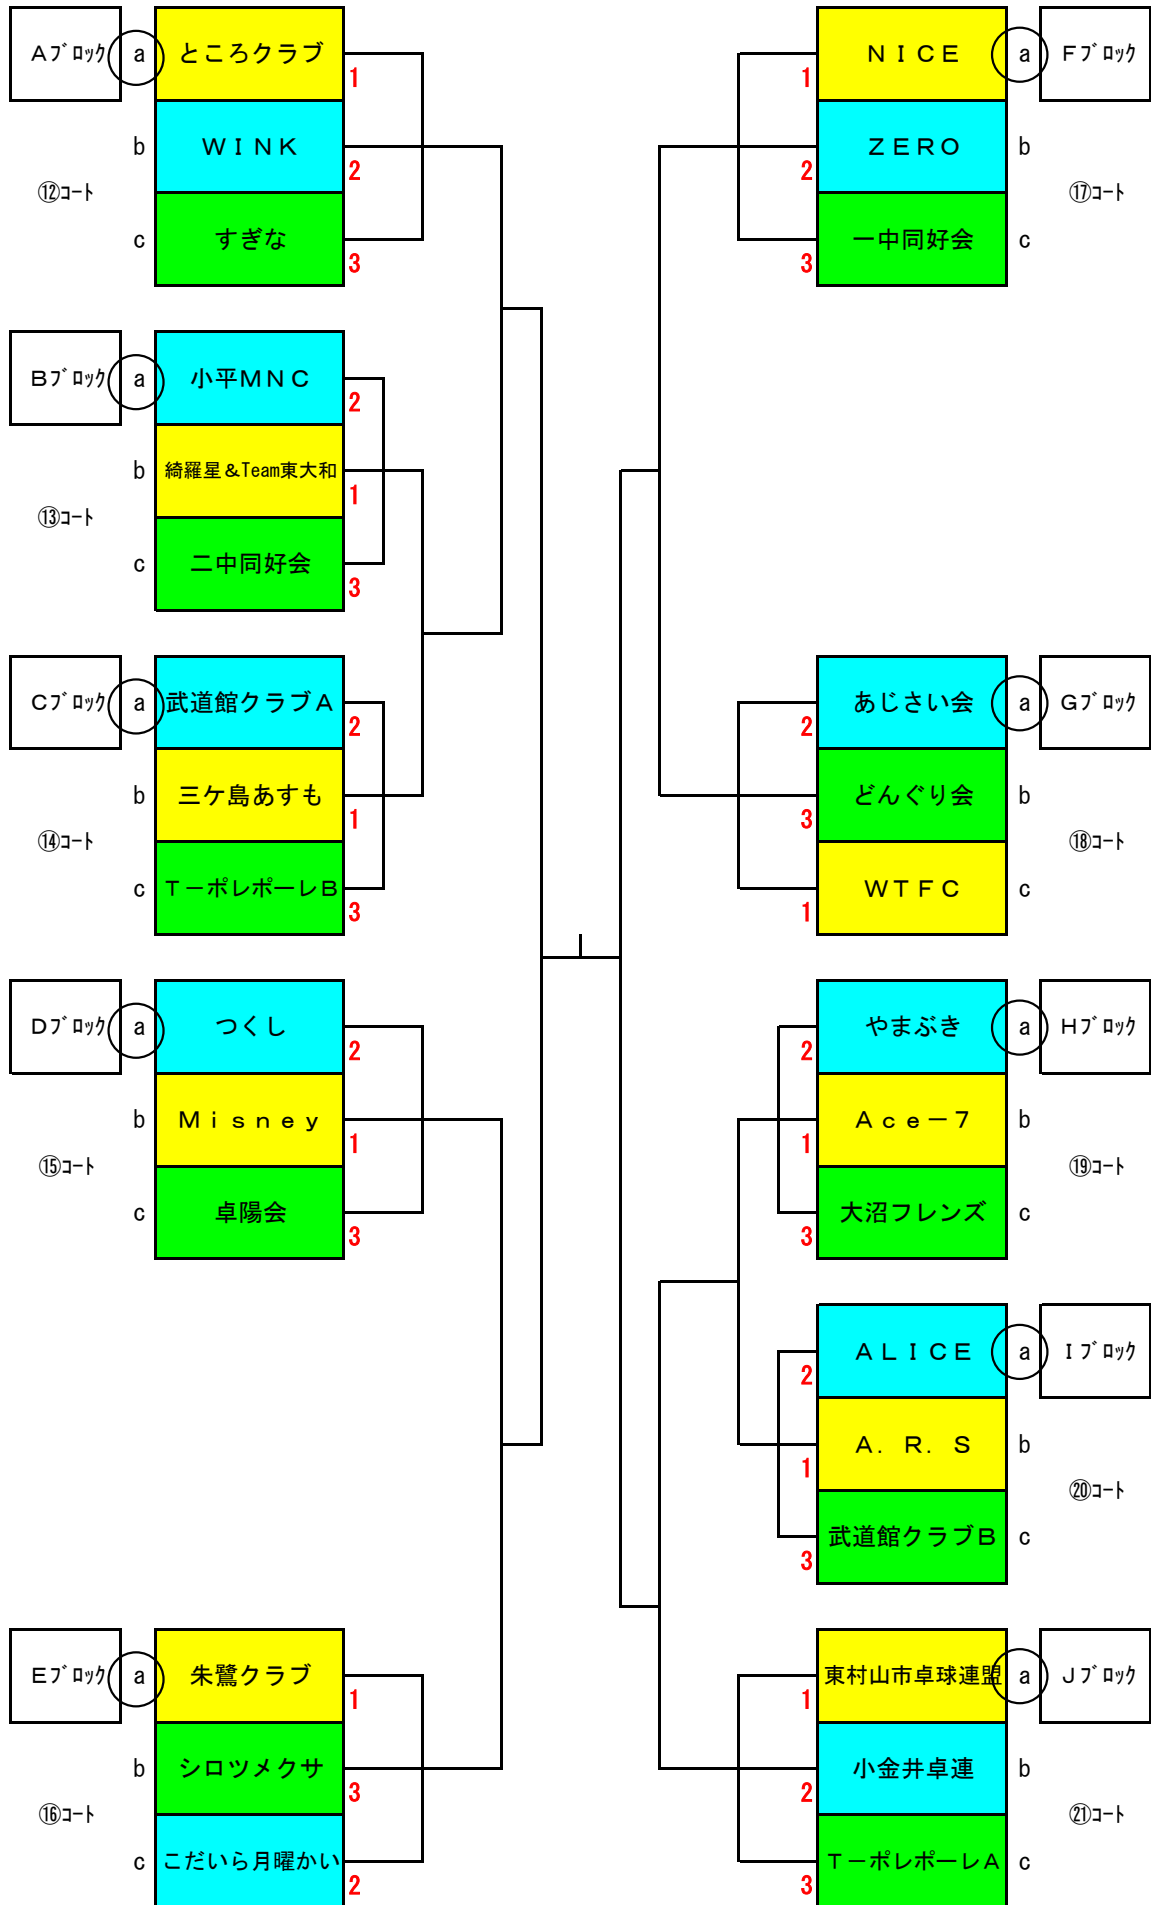 Aﾌﾞﾛｯｸ
a
ところクラブ
1
b
WINK
2
⑫ｺｰﾄ
c
すぎな
3
Bﾌﾞﾛｯｸ
a
小平MNC
2
b
綺羅星&Team東大和
1
⑬ｺｰﾄ
c
二中同好会
3
Cﾌﾞﾛｯｸ
a
武道館クラブA
2
b
三ケ島あすも
1
⑭ｺｰﾄ
c
T－ポレポーレB
3
Dﾌﾞﾛｯｸ
a
つくし
2
b
Misney
1
⑮ｺｰﾄ
c
卓陽会
3
Eﾌﾞﾛｯｸ
a
朱鷺クラブ
1
b
シロツメクサ
3
⑯ｺｰﾄ
c
こだいら月曜かい
2
NICE
1
a
Fﾌﾞﾛｯｸ
ZERO
2
b
⑰ｺｰﾄ
一中同好会
3
c
あじさい会
2
a
Gﾌﾞﾛｯｸ
どんぐり会
3
b
⑱ｺｰﾄ
WTFC
1
c
やまぶき
2
a
Hﾌﾞﾛｯｸ
Ace－7
1
b
⑲ｺｰﾄ
大沼フレンズ
3
c
ALICE
2
a
Iﾌﾞﾛｯｸ
A.R.S
1
b
⑳ｺｰﾄ
武道館クラブB
3
c
東村山市卓球連盟
1
a
Jﾌﾞﾛｯｸ
小金井卓連
2
b
㉑ｺｰﾄ
T－ポレポーレA
3
c